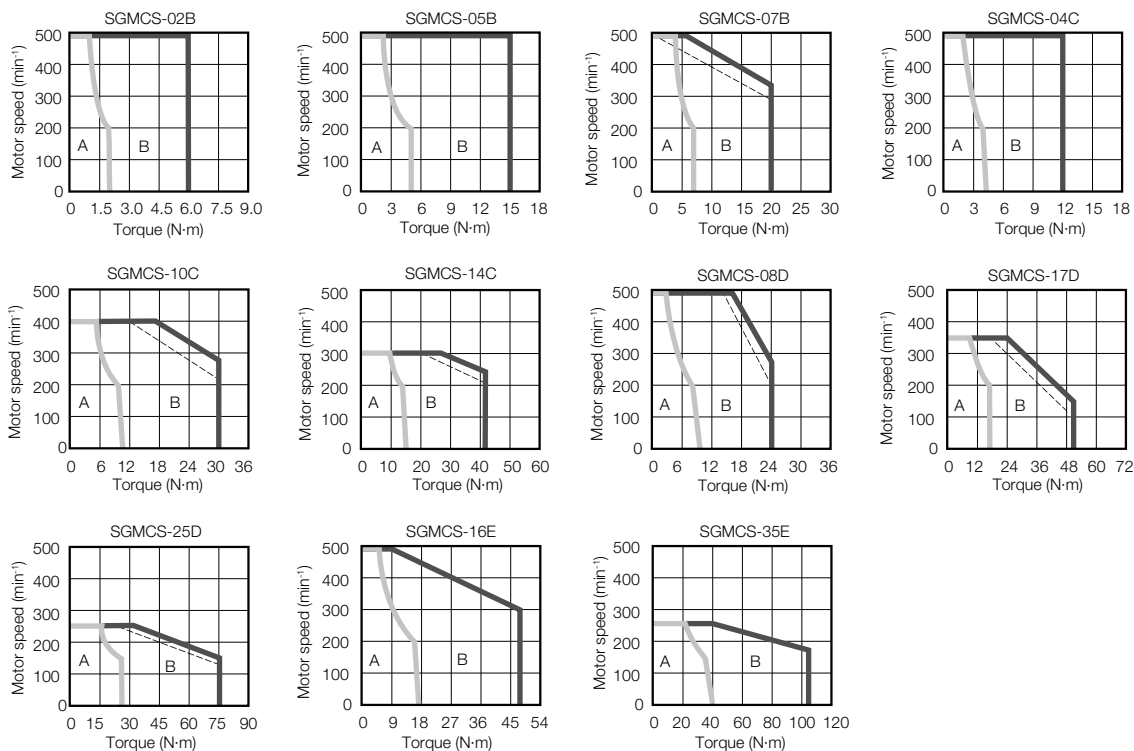 SGMCS-02B
Motor speed (min-1)
500
400
300
200
100
0
A
B
0 1.5 3.0 4.5 6.0 7.5 9.0
Torque (N·m)
SGMCS-05B
Motor speed (min-1)
500
400
300
200
100
0
A
B
0 3 6 9 12 15 18
Torque (N·m)
SGMCS-07B
Motor speed (min-1)
500
400
300
200
100
0
A
B
0 5 10 15 20 25 30
Torque (N·m)
SGMCS-04C
Motor speed (min-1)
500
400
300
200
100
0
A
B
0 3 6 9 12 15 18
Torque (N·m)
SGMCS-10C
Motor speed (min-1)
500
400
300
200
100
0
A
B
0 6 12 18 24 30 36
Torque (N·m)
SGMCS-14C
Motor speed (min-1)
500
400
300
200
100
0
A
B
0 10 20 30 40 50 60
Torque (N·m)
SGMCS-08D
Motor speed (min-1)
500
400
300
200
100
0
A
B
0 6 12 18 24 30 36
Torque (N·m)
SGMCS-17D
Motor speed (min-1)
500
400
300
200
100
0
A
B
0 12 24 36 48 60 72
Torque (N·m)
SGMCS-25D
Motor speed (min-1)
500
400
300
200
100
0
A
B
0 15 30 45 60 75 90
Torque (N·m)
SGMCS-16E
Motor speed (min-1)
500
400
300
200
100
0
A
B
0 9 18 27 36 45 54
Torque (N·m)
SGMCS-35E
Motor speed (min-1)
500
400
300
200
100
0
A
B
0 20 40 60 80 100 120
Torque (N·m)